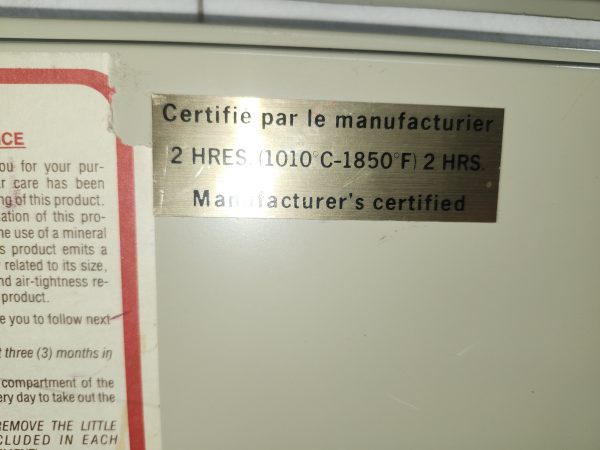 Certifie par le manufacturier
2 HRES. (1010°C-1850°F) 2 HRS.
Manufacturer's certified
CE
you for your pur-
care has been
ng of this product.
ation of this pro-
he use of a mineral
s product emits a
related to its size,
nd air-tightness re-
product.
e you to follow next
t three (3) months in
compartment of the
ery day to take out the
REMOVE THE LITTLE
CLUDED IN EACH